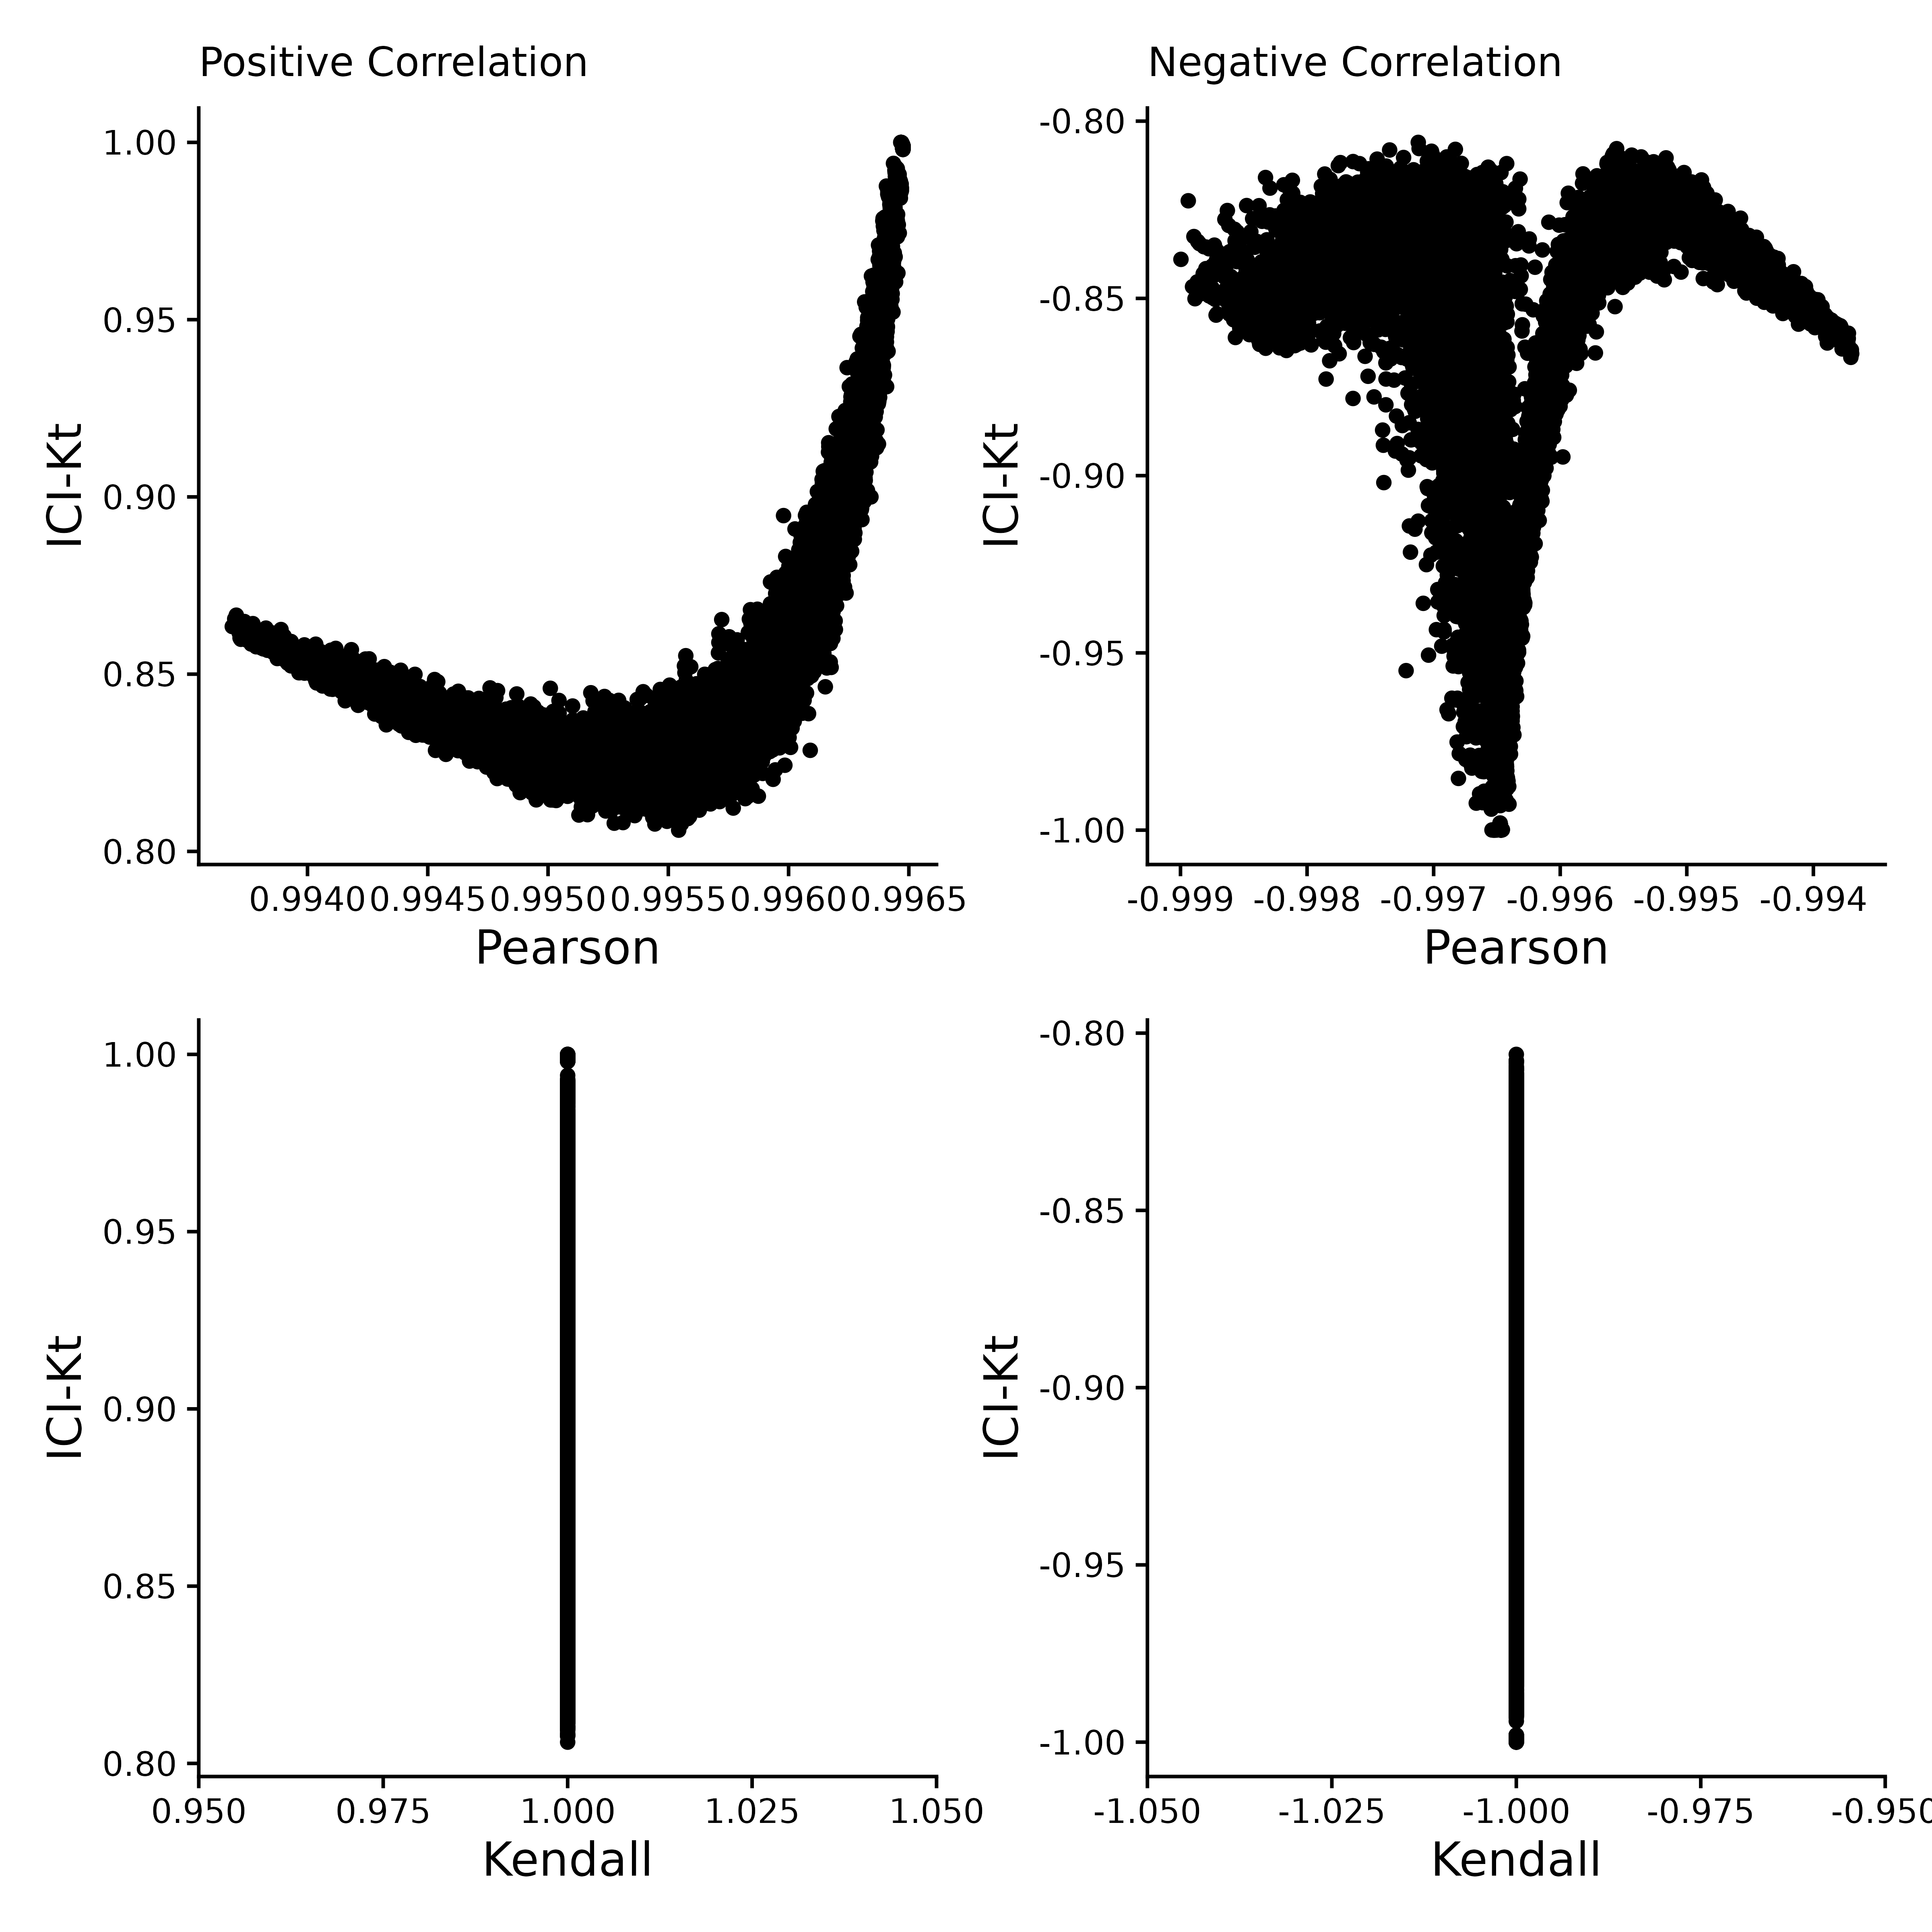 Positive Correlation
1.00
0.95
0.90
0.85
0.80
ICI-Kt
0.9940 0.9945 0.9950 0.9955 0.9960 0.9965
Pearson
Negative Correlation
-0.80
-0.85
-0.90
-0.95
-1.00
ICI-Kt
-0.999 -0.998 -0.997 -0.996 -0.995 -0.994
Pearson
1.00
0.95
0.90
0.85
0.80
ICI-Kt
0.950 0.975 1.000 1.025 1.050
Kendall
-0.80
-0.85
-0.90
-0.95
-1.00
ICI-Kt
-1.050 -1.025 -1.000 -0.975 -0.950
Kendall